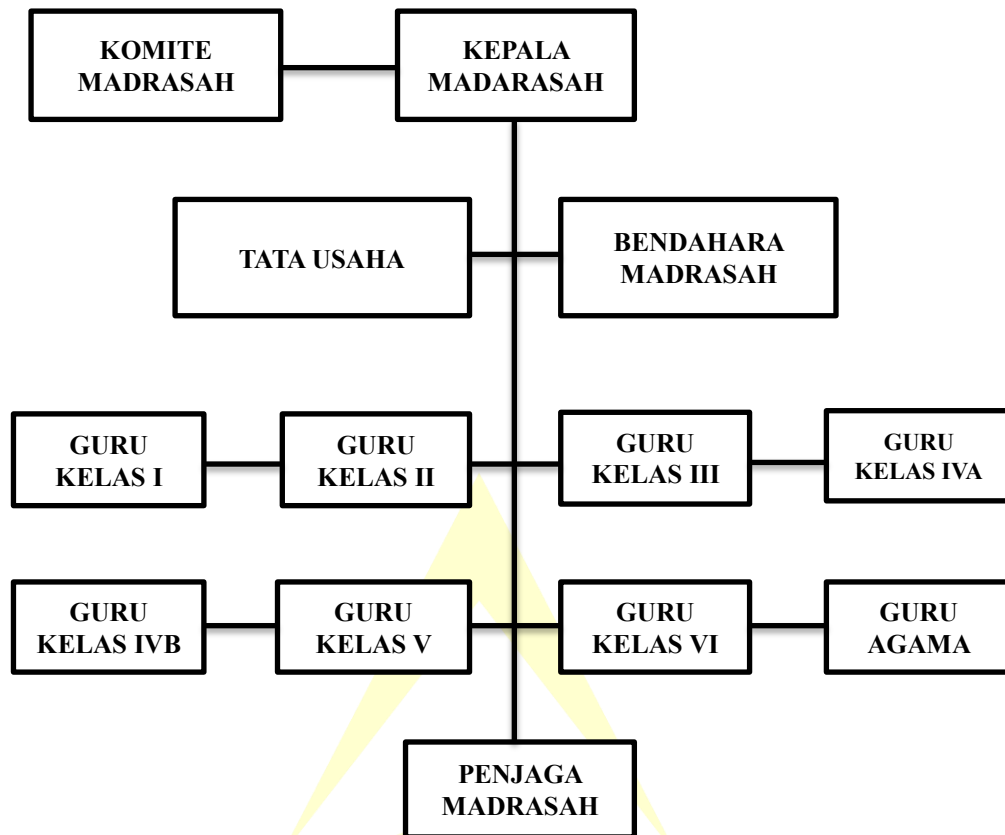 KOMITE
MADRASAH
KEPALA
MADARASAH
TATA USAHA
BENDAHARA
MADRASAH
GURU
KELAS I
GURU
KELAS II
GURU
KELAS III
GURU
KELAS IVA
GURU
KELAS IVB
GURU
KELAS V
GURU
KELAS VI
GURU
AGAMA
PENJAGA
MADRASAH